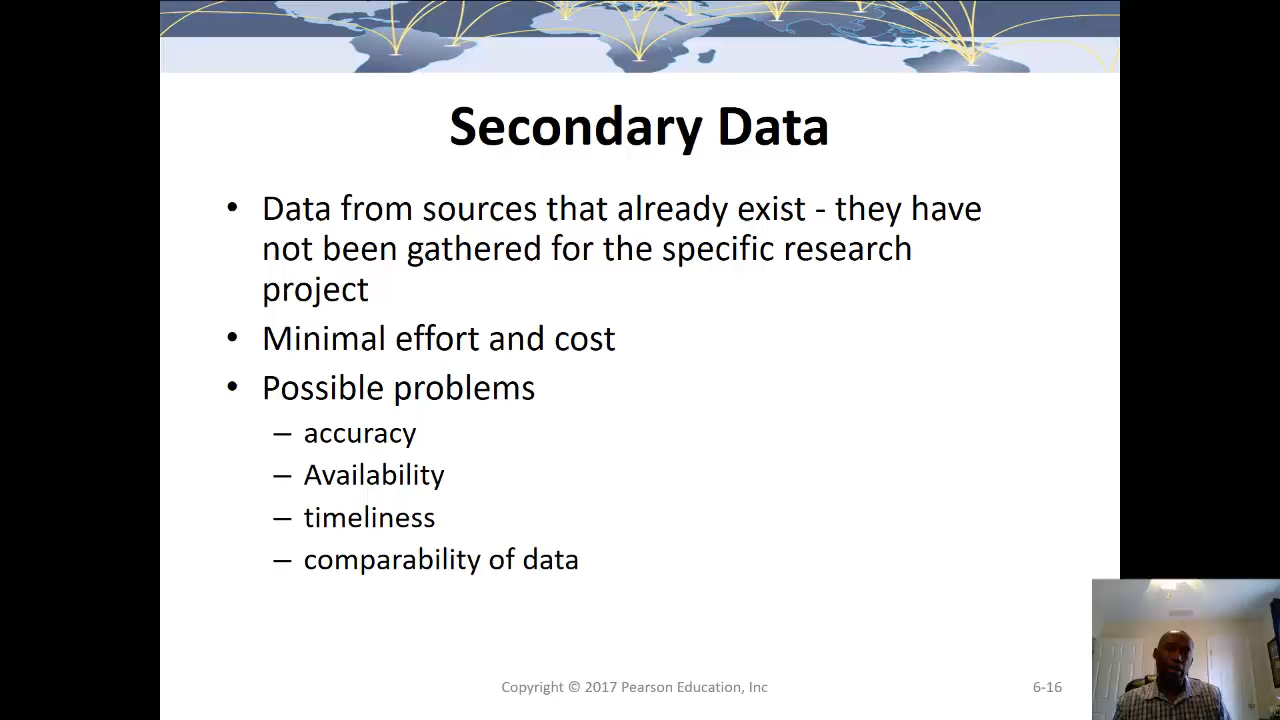 Secondary Data
• Data from sources that already exist - they have
not been gathered for the specific research
project
• Minimal effort and cost
• Possible problems
– accuracy
– Availability
– timeliness
– comparability of data
Copyright © 2017 Pearson Education, Inc
6-16